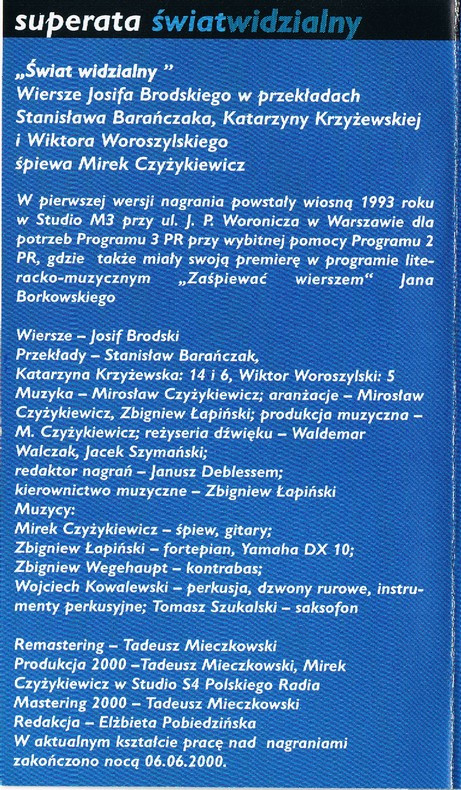 superata światwidzialny
„Świat widzialny ”
Wiersze Josifa Brodskiego w przekładach
Stanisława Barańczaka, Katarzyny Krzyżewskiej
i Wiktora Woroszylskiego
śpiewa Mirek Czyżykiewicz
W pierwszej wersji nagrania powstały wiosną 1993 roku
w Studio M3 przy ul. J. P. Woronicza w Warszawie dla
potrzeb Programu 3 PR przy wybitnej pomocy Programu 2
PR, gdzie także miały swoją premierę w programie lite-
racko-muzycznym „Zaśpiewać wierszem“ Jana
Borkowskiego
Wiersze – Josif Brodski
Przekłady – Stanisław Barańczak,
Katarzyna Krzyżewska: 14 i 6, Wiktor Woroszylski: 5
Muzyka – Mirosław Czyżykiewicz; aranżacje – Mirosław
Czyżykiewicz, Zbigniew Łapiński; produkcja muzyczna –
M. Czyżykiewicz; reżyseria dźwięku – Waldemar
Walczak, Jacek Szymański;
redaktor nagrań – Janusz Deblessem;
kierownictwo muzyczne – Zbigniew Łapiński
Muzycy:
Mirek Czyżykiewicz – śpiew, gitary;
Zbigniew Łapiński – fortepian, Yamaha DX 10;
Zbigniew Wegehaupt – kontrabas;
Wojciech Kowalewski – perkusja, dzwony rurowe, instru-
menty perkusyjne; Tomasz Szukalski – saksofon
Remastering – Tadeusz Mieczkowski
Produkcja 2000 –Tadeusz Mieczkowski, Mirek
Czyżykiewicz w Studio S4 Polskiego Radia
Mastering 2000 – Tadeusz Mieczkowski
Redakcja – Elżbieta Pobiedzińska
W aktualnym kształcie pracę nad nagraniami
zakończono nocą 06.06.2000.